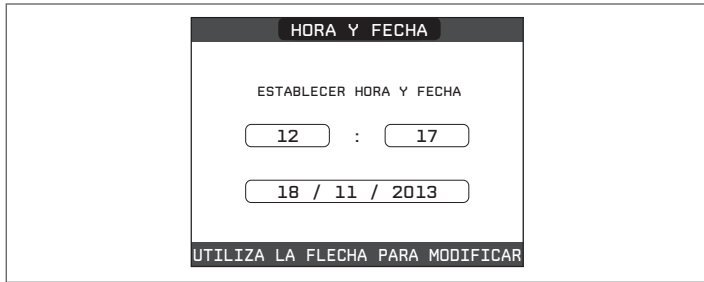 HORA Y FECHA
ESTABLECER HORA Y FECHA
12 : 17
18 / 11 / 2013
UTILIZA LA FLECHA PARA MODIFICAR